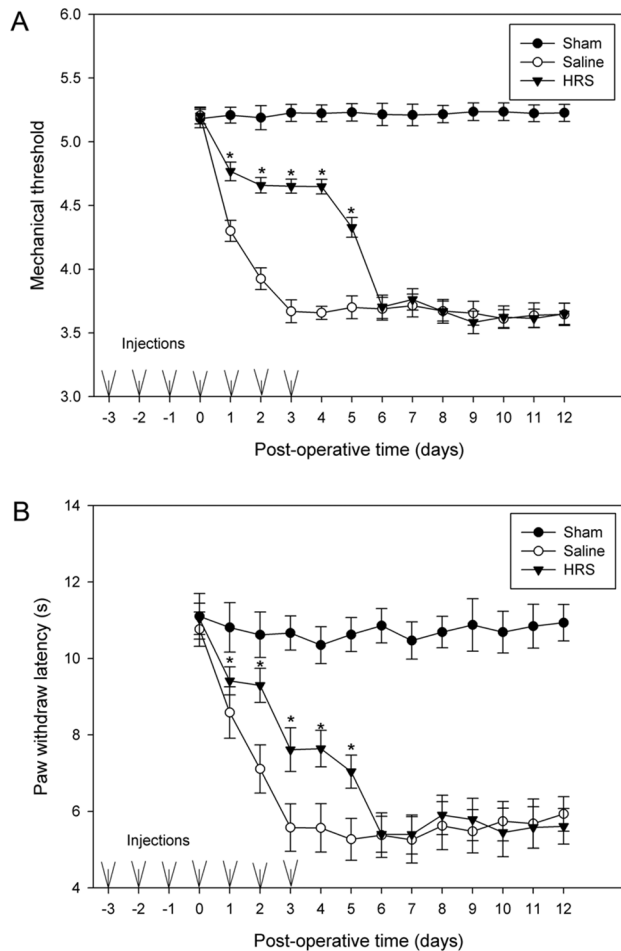 A
6.0
5.5
5.0
4.5
4.0
3.5
3.0
Mechanical threshold
Sham
Saline
HRS
* * * * *
Injections
-3 -2 -1 0 1 2 3 4 5 6 7 8 9 10 11 12
Post-operative time (days)
B
14
12
10
8
6
4
Paw withdraw latency (s)
Sham
Saline
HRS
* * * * *
Injections
-3 -2 -1 0 1 2 3 4 5 6 7 8 9 10 11 12
Post-operative time (days)